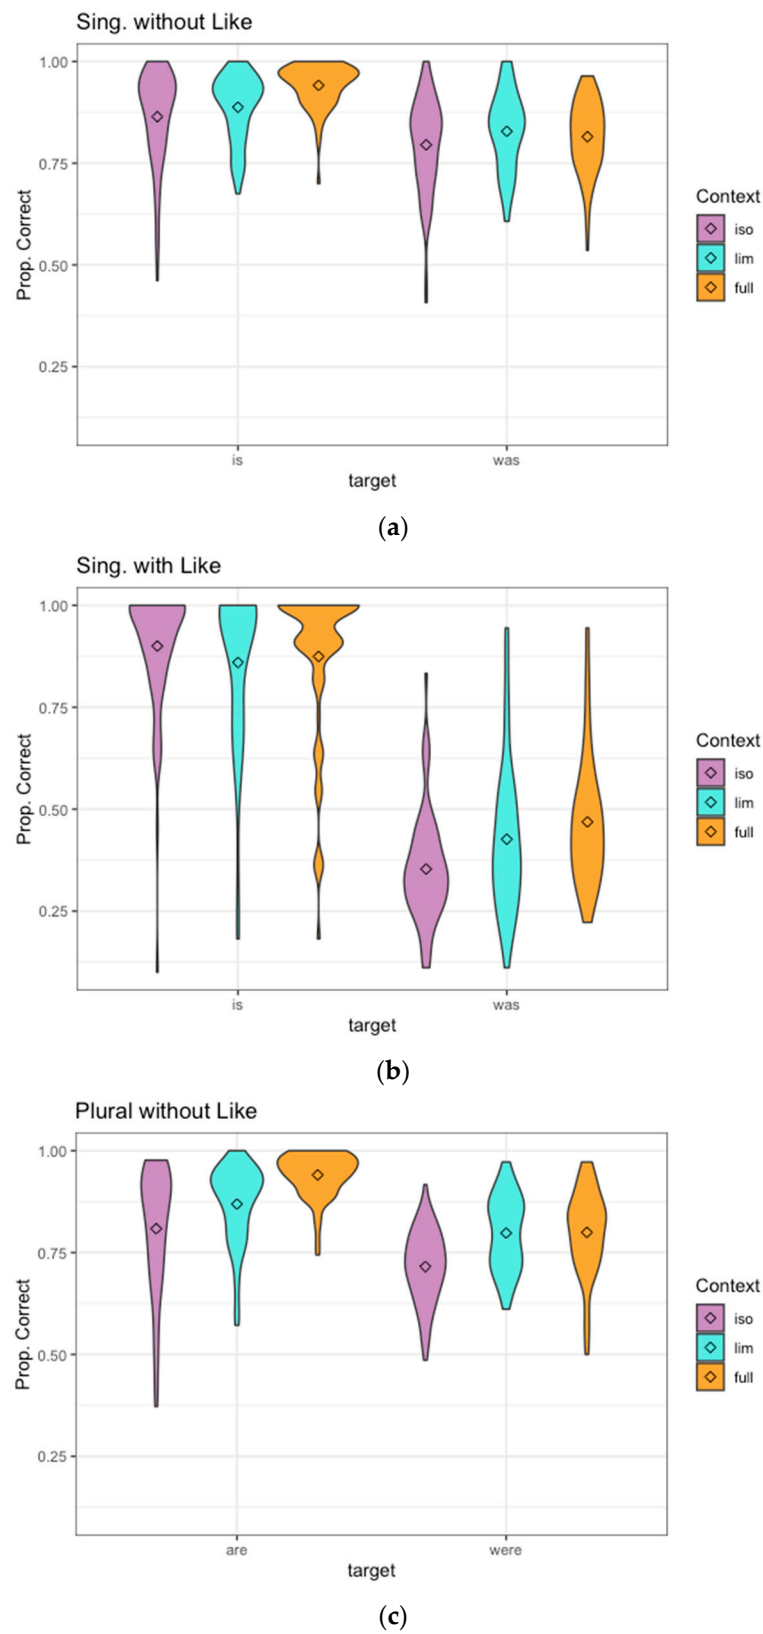 Sing. without Like
1.00
0.75
0.50
0.25
Prop. Correct
is was
target
Context
iso
lim
full
(a)
Sing. with Like
1.00
0.75
0.50
0.25
Prop. Correct
is was
target
Context
iso
lim
full
(b)
Plural without Like
1.00
0.75
0.50
0.25
Prop. Correct
are were
target
Context
iso
lim
full
(c)